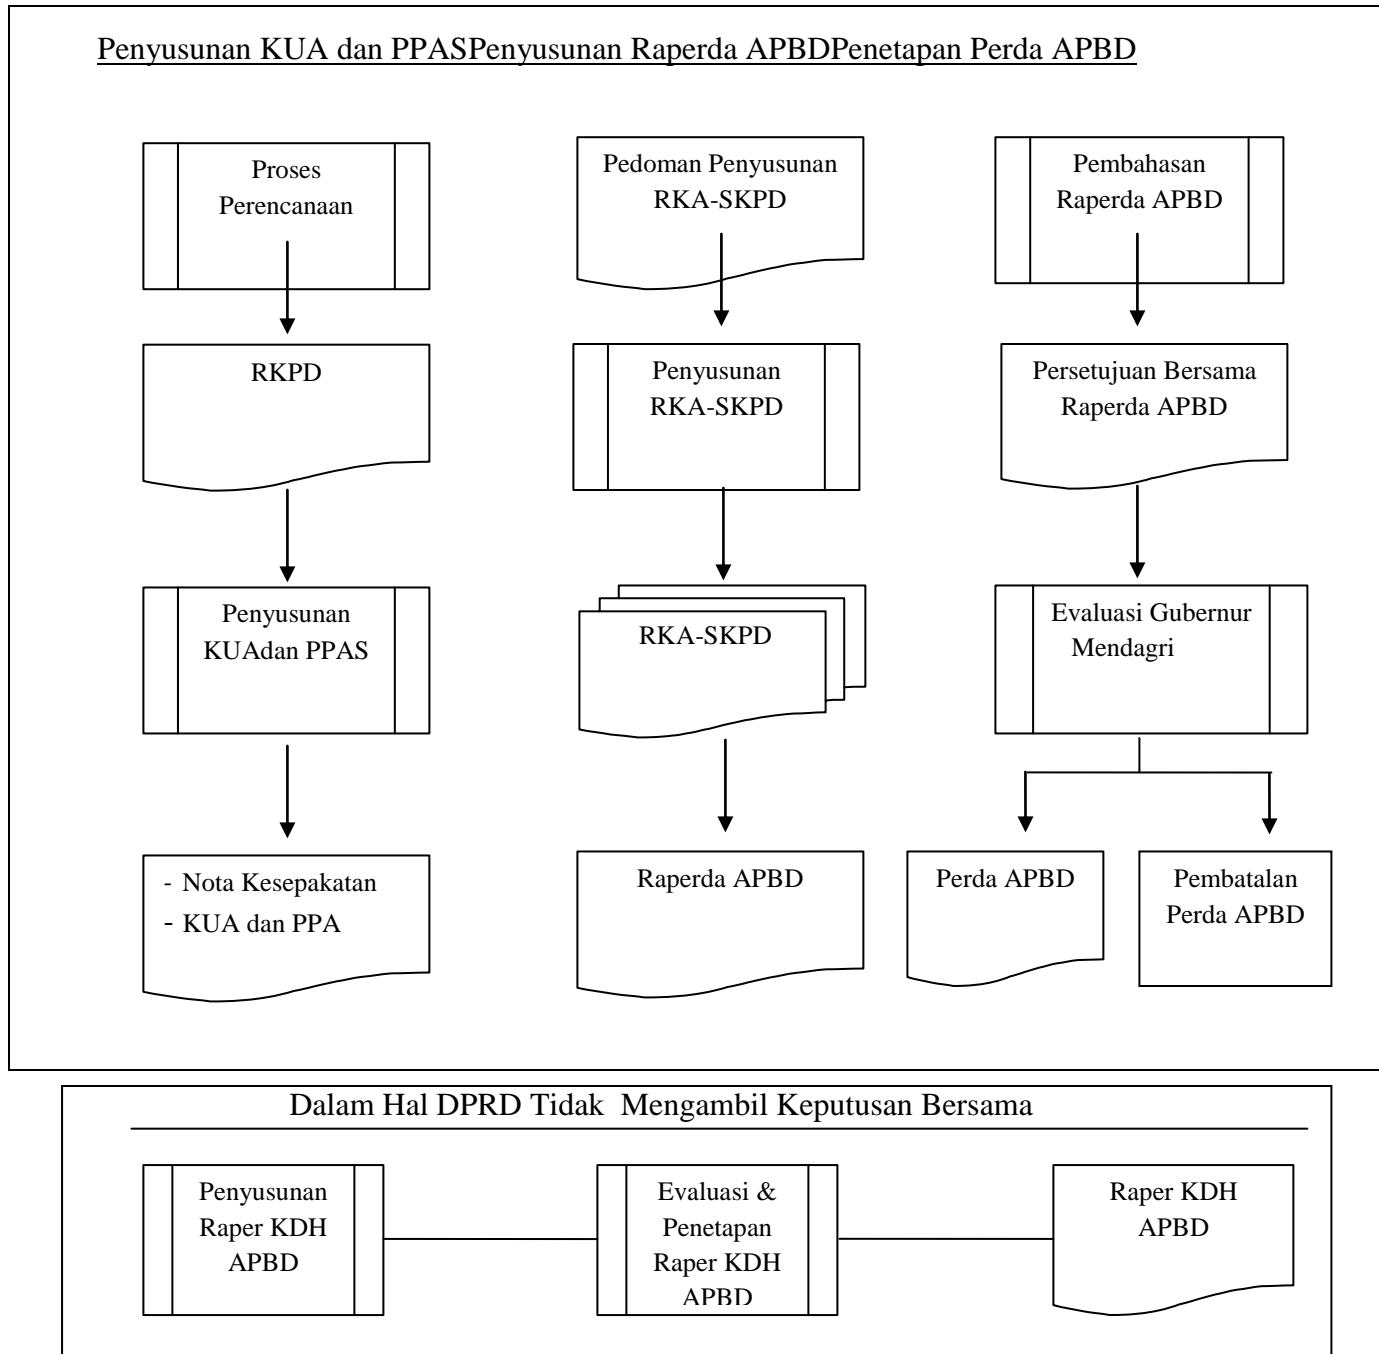 Penyusunan KUA dan PPASPenyusunan Raperda APBDPenetapan Perda APBD
Proses
Perencanaan
RKPD
Penyusunan
KUAdan PPAS
- Nota Kesepakatan
- KUA dan PPA
Pedoman Penyusunan
RKA-SKPD
Penyusunan
RKA-SKPD
RKA-SKPD
Raperda APBD
Pembahasan
Raperda APBD
Persetujuan Bersama
Raperda APBD
Evaluasi Gubernur
Mendagri
Perda APBD
Pembatalan
Perda APBD
Dalam Hal DPRD Tidak  Mengambil Keputusan Bersama
Penyusunan
Raper KDH
APBD
Evaluasi &
Penetapan
Raper KDH
APBD
Raper KDH
APBD